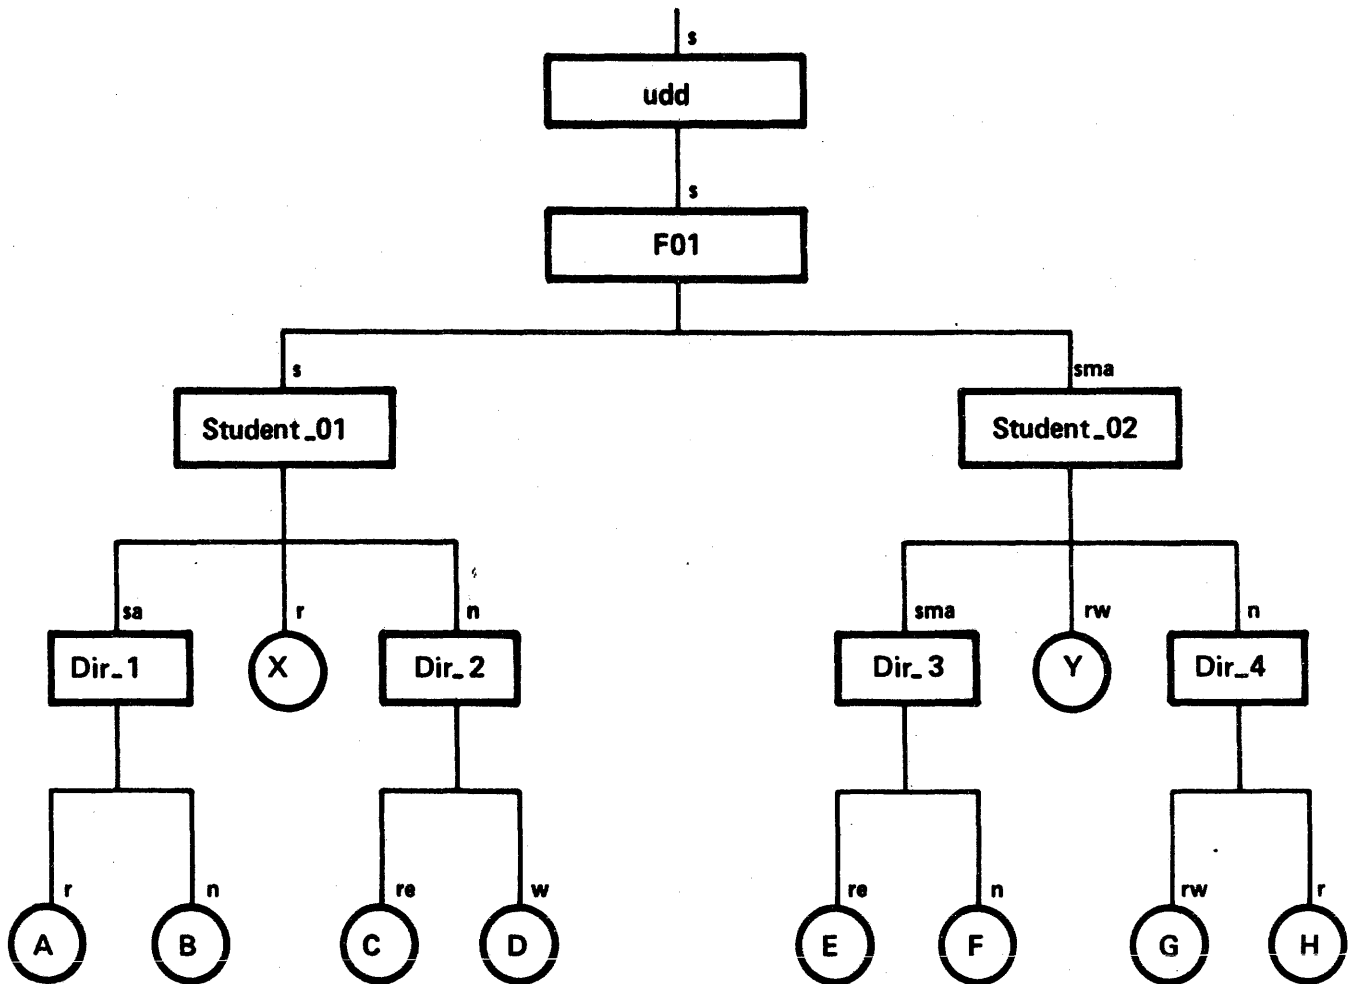 s
udd
s
F01
s
sma
Student_01
Student_02
sa
r
n
sma
rw
n
Dir_1
X
Dir_2
Dir_3
Y
Dir_4
r
n
re
w
re
n
rw
r
A
B
C
D
E
F
G
H